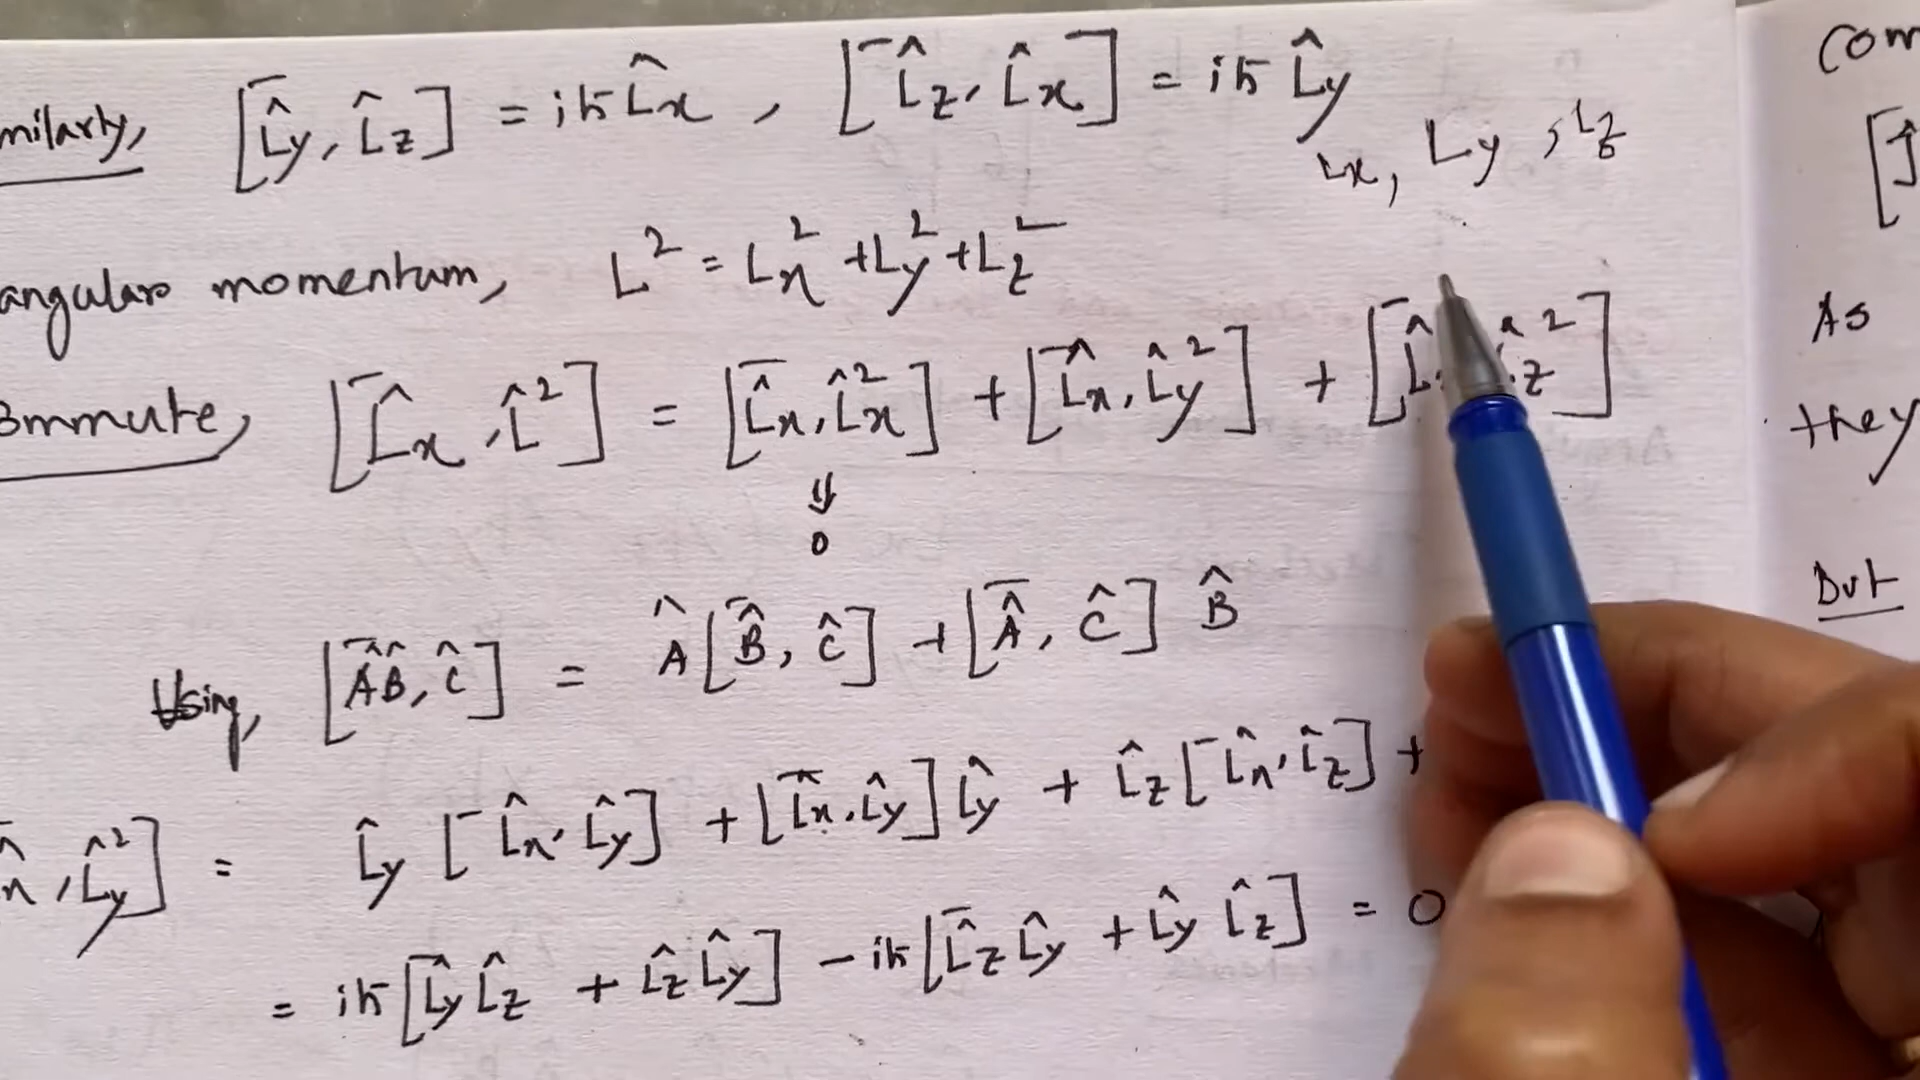 milarly, [L̂y, L̂z] = iħ L̂x , [L̂z, L̂x] = iħ L̂y
Lx, Ly, Lz
angular momentum, L² = Lx² + Ly² + Lz²
ommute, [L̂x, L̂²] = [L̂x, L̂x²] + [L̂x, L̂y²] + [L̂ z²]
⇓
0
Using, [ÂB̂, Ĉ] = Â[B̂, Ĉ] + [Â, Ĉ] B̂
x, L̂y²] = L̂y [L̂x, L̂y] + [L̂x, L̂y] L̂y + L̂z [L̂x, L̂z] +
= iħ [L̂y L̂z + L̂z L̂y] - iħ [L̂z L̂y + L̂y L̂z] = 0
Com
[J
As
they
But